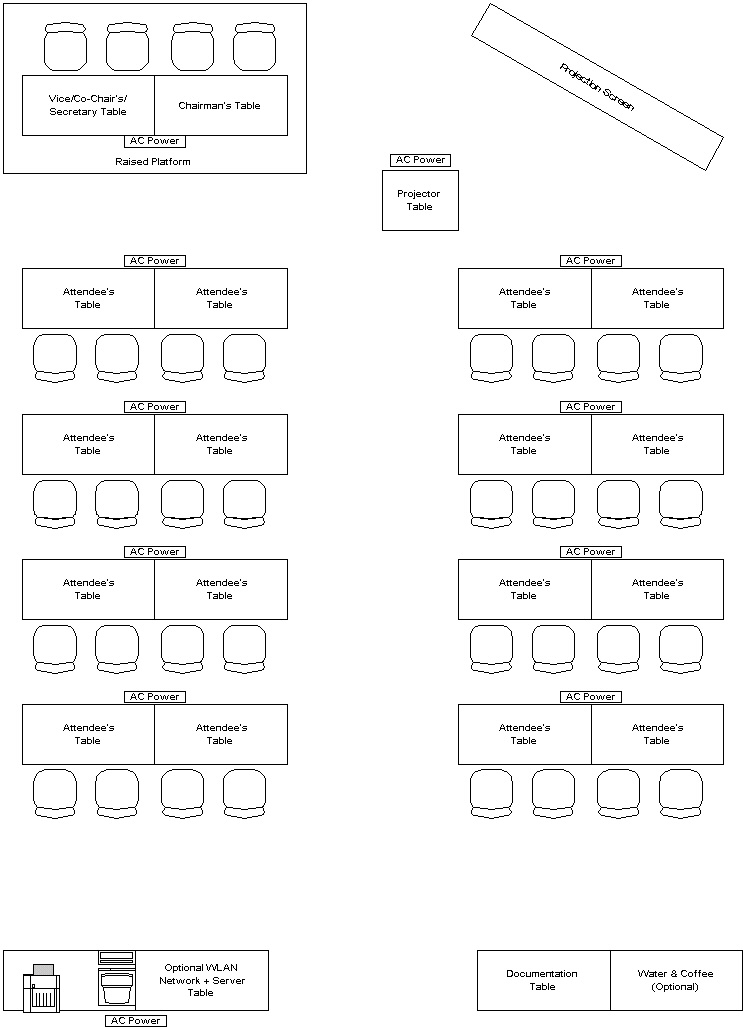 Vice/Co-Chair's/
Secretary Table
Chairman's Table
AC Power
Raised Platform
Projection Screen
AC Power
Projector
Table
AC Power
Attendee's
Table
Attendee's
Table
AC Power
Attendee's
Table
Attendee's
Table
AC Power
Attendee's
Table
Attendee's
Table
AC Power
Attendee's
Table
Attendee's
Table
AC Power
Attendee's
Table
Attendee's
Table
AC Power
Attendee's
Table
Attendee's
Table
AC Power
Attendee's
Table
Attendee's
Table
AC Power
Attendee's
Table
Attendee's
Table
Optional WLAN
Network + Server
Table
AC Power
Documentation
Table
Water & Coffee
(Optional)